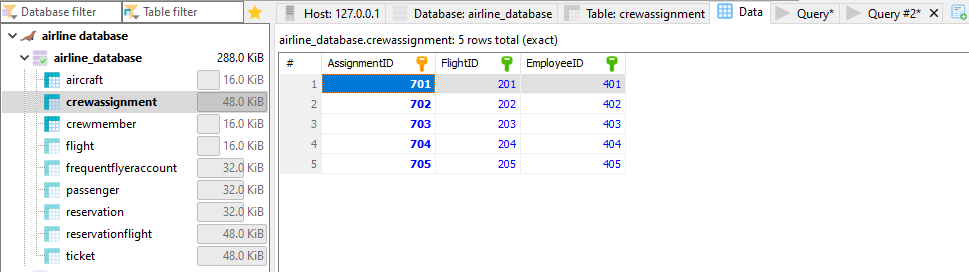 Database filter Table filter Host: 127.0.0.1 Database: airline_database Table: crewassignment Data Query* Query #2*
airline database
airline_database 288.0 KiB
aircraft 16.0 KiB
crewassignment 48.0 KiB
crewmember 16.0 KiB
flight 16.0 KiB
frequentflyeraccount 32.0 KiB
passenger 32.0 KiB
reservation 32.0 KiB
reservationflight 48.0 KiB
ticket 48.0 KiB
airline_database.crewassignment: 5 rows total (exact)
# AssignmentID FlightID EmployeeID
1 701 201 401
2 702 202 402
3 703 203 403
4 704 204 404
5 705 205 405